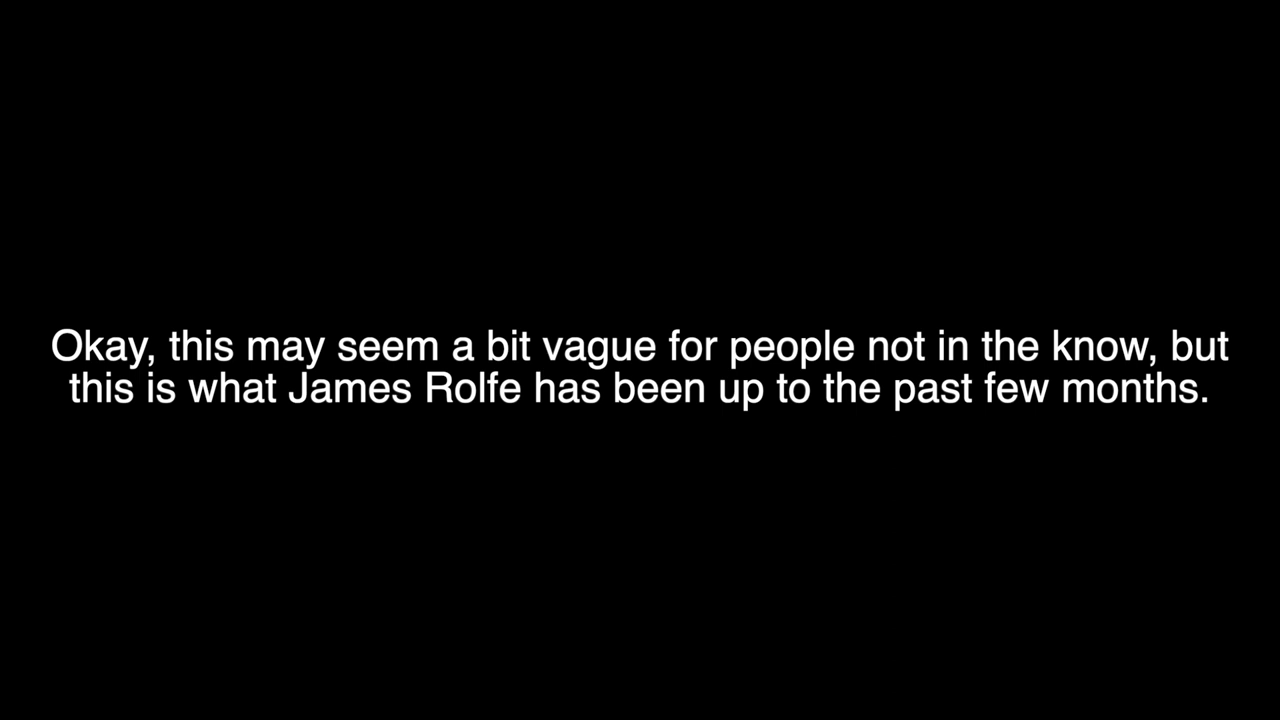 Okay, this may seem a bit vague for people not in the know, but
this is what James Rolfe has been up to the past few months.